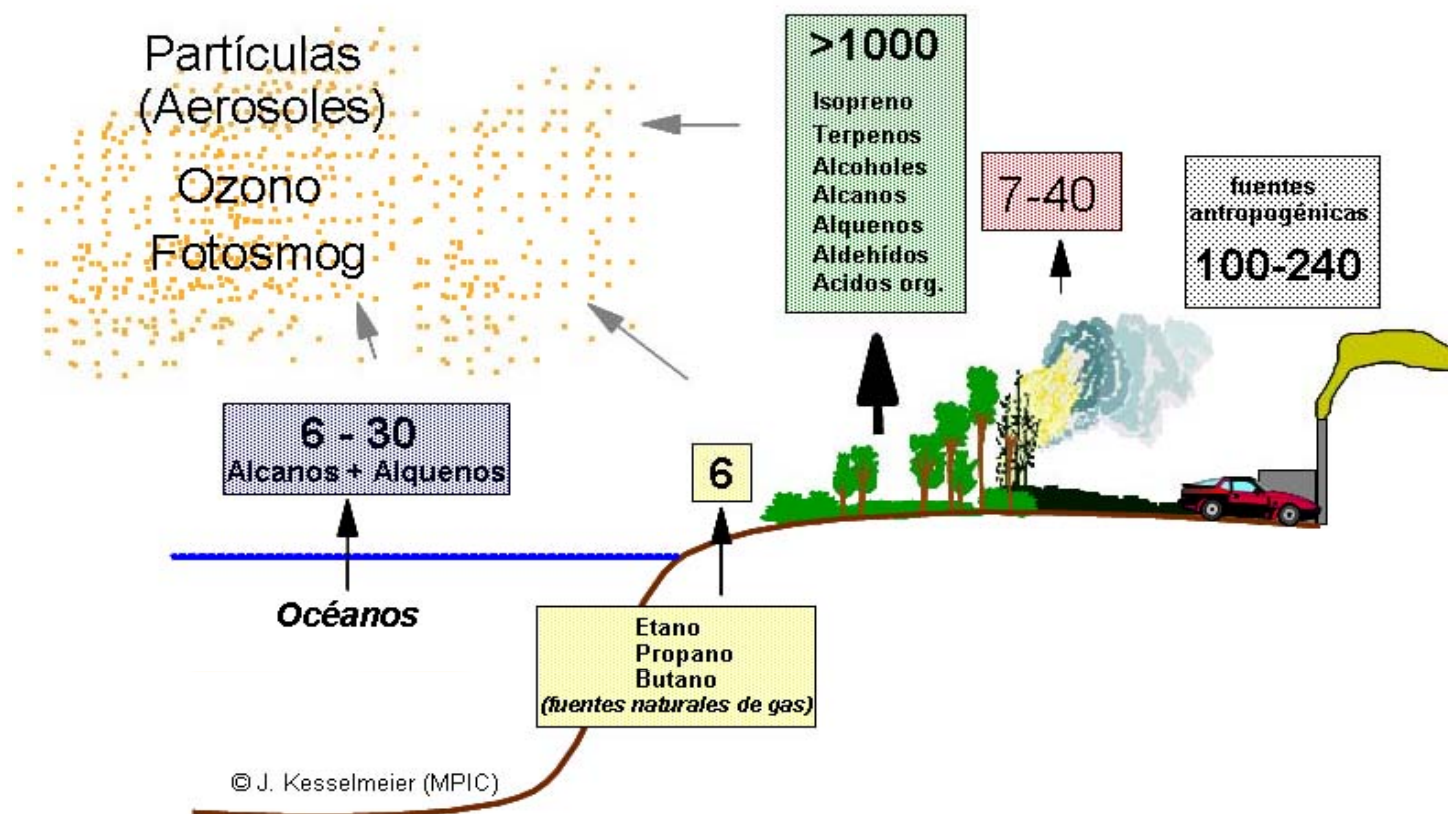 Partículas
(Aerosoles)
Ozono
Fotosmog
>1000
Isopreno
Terpenos
Alcoholes
Alcanos
Alquenos
Aldehídos
Acidos org.
7-40
fuentes
antropogénicas
100-240
6 - 30
Alcanos + Alquenos
6
Océanos
Etano
Propano
Butano
(fuentes naturales de gas)
© J. Kesselmeier (MPIC)